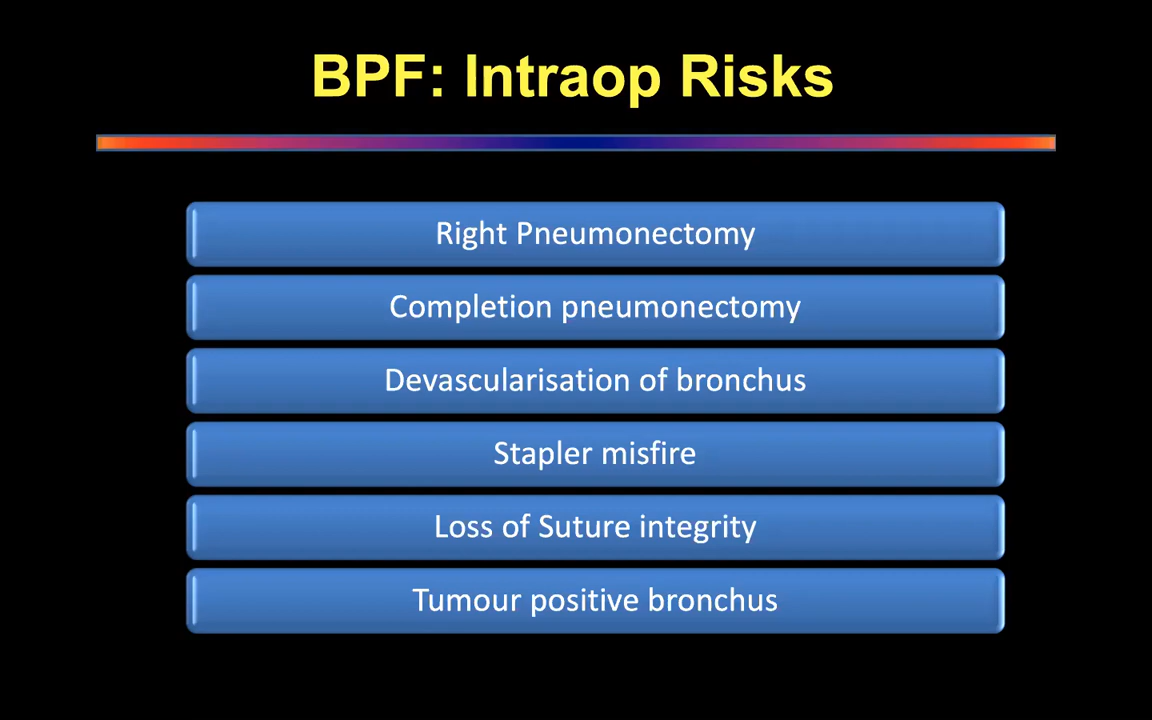 BPF: Intraop Risks
Right Pneumonectomy
Completion pneumonectomy
Devascularisation of bronchus
Stapler misfire
Loss of Suture integrity
Tumour positive bronchus